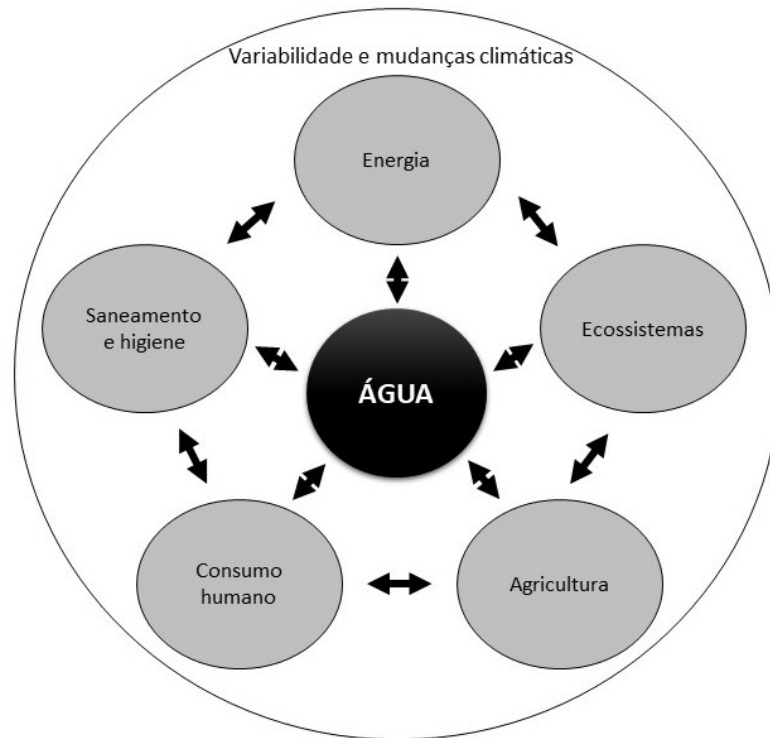 Variabilidade e mudanças climáticas
Energia
Saneamento
e higiene
Ecossistemas
ÁGUA
Consumo
humano
Agricultura